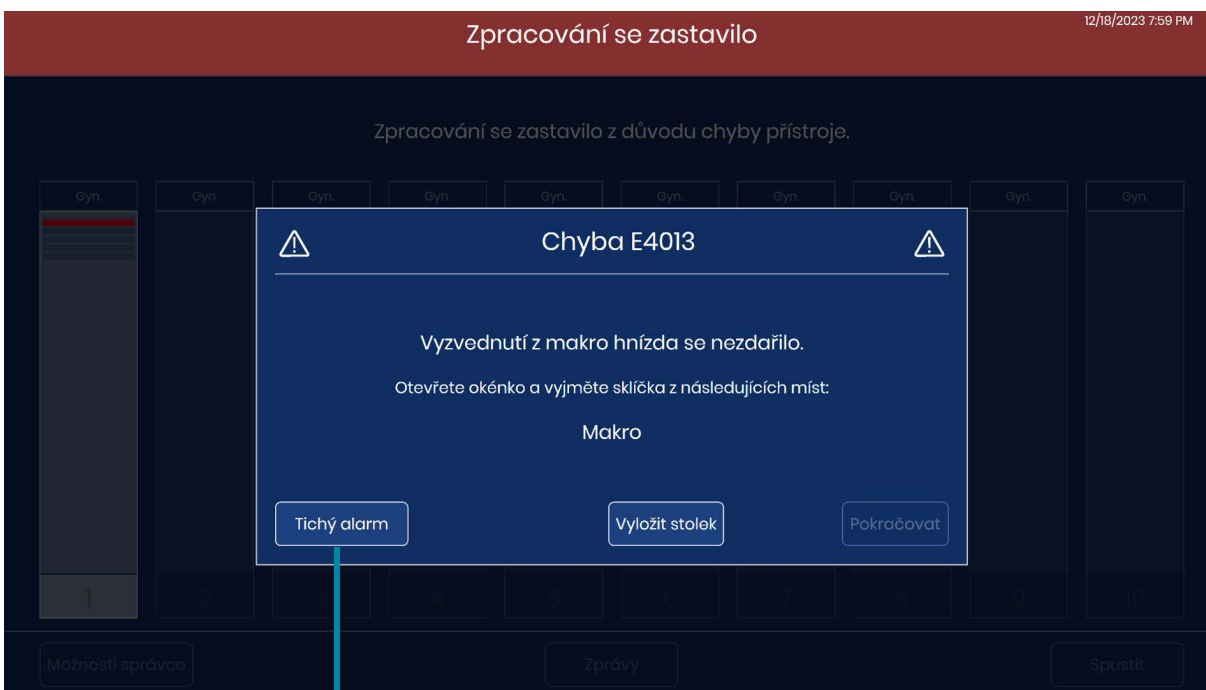 12/18/2023 7:59 PM
Zpracování se zastavilo
Zpracování se zastavilo z důvodu chyby přístroje.
Gyn. Gyn. Gyn. Gyn. Gyn. Gyn. Gyn. Gyn. Gyn. Gyn.
Chyba E4013
Vyzvednutí z makro hnízda se nezdařilo.
Otevřete okénko a vyjměte sklíčka z následujících míst:
Makro
Tichý alarm Vyložit stolek Pokračovat
1 2 3 4 5 6 7 8 9 10
Možnosti správce Zprávy Spustit